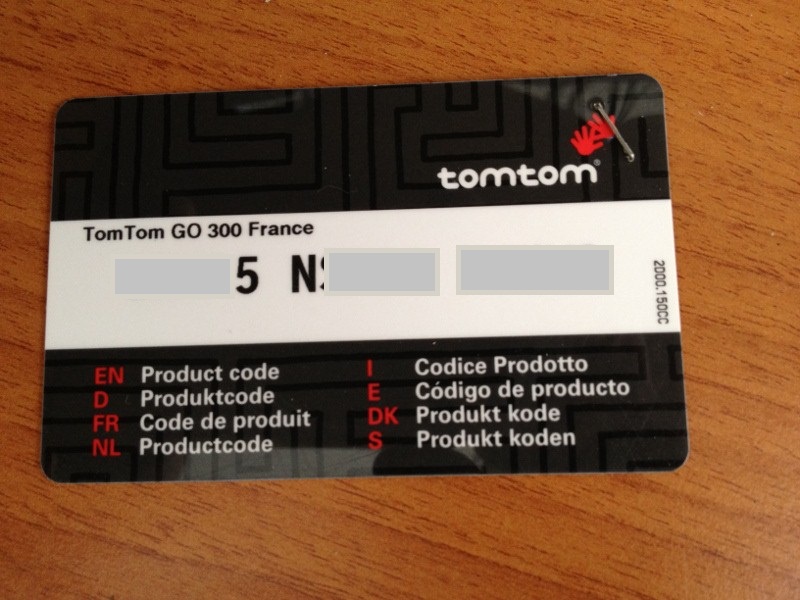 tomtom
TomTom GO 300 France
5 N
2000.150CC
EN Product code
D Produktcode
FR Code de produit
NL Productcode
I Codice Prodotto
E Código de producto
DK Produkt kode
S Produkt koden